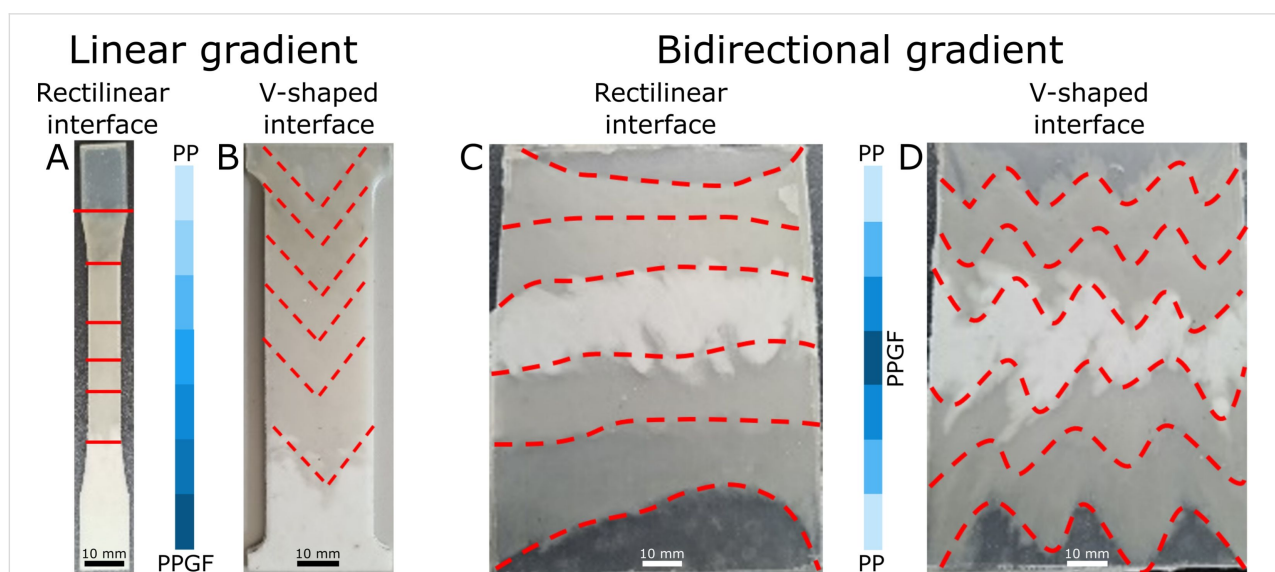 Linear gradient
Bidirectional gradient
Rectilinear
interface
V-shaped
interface
Rectilinear
interface
V-shaped
interface
A
PP
B
C
PP
D
PPGF
10 mm
PPGF
10 mm
10 mm
PP
10 mm